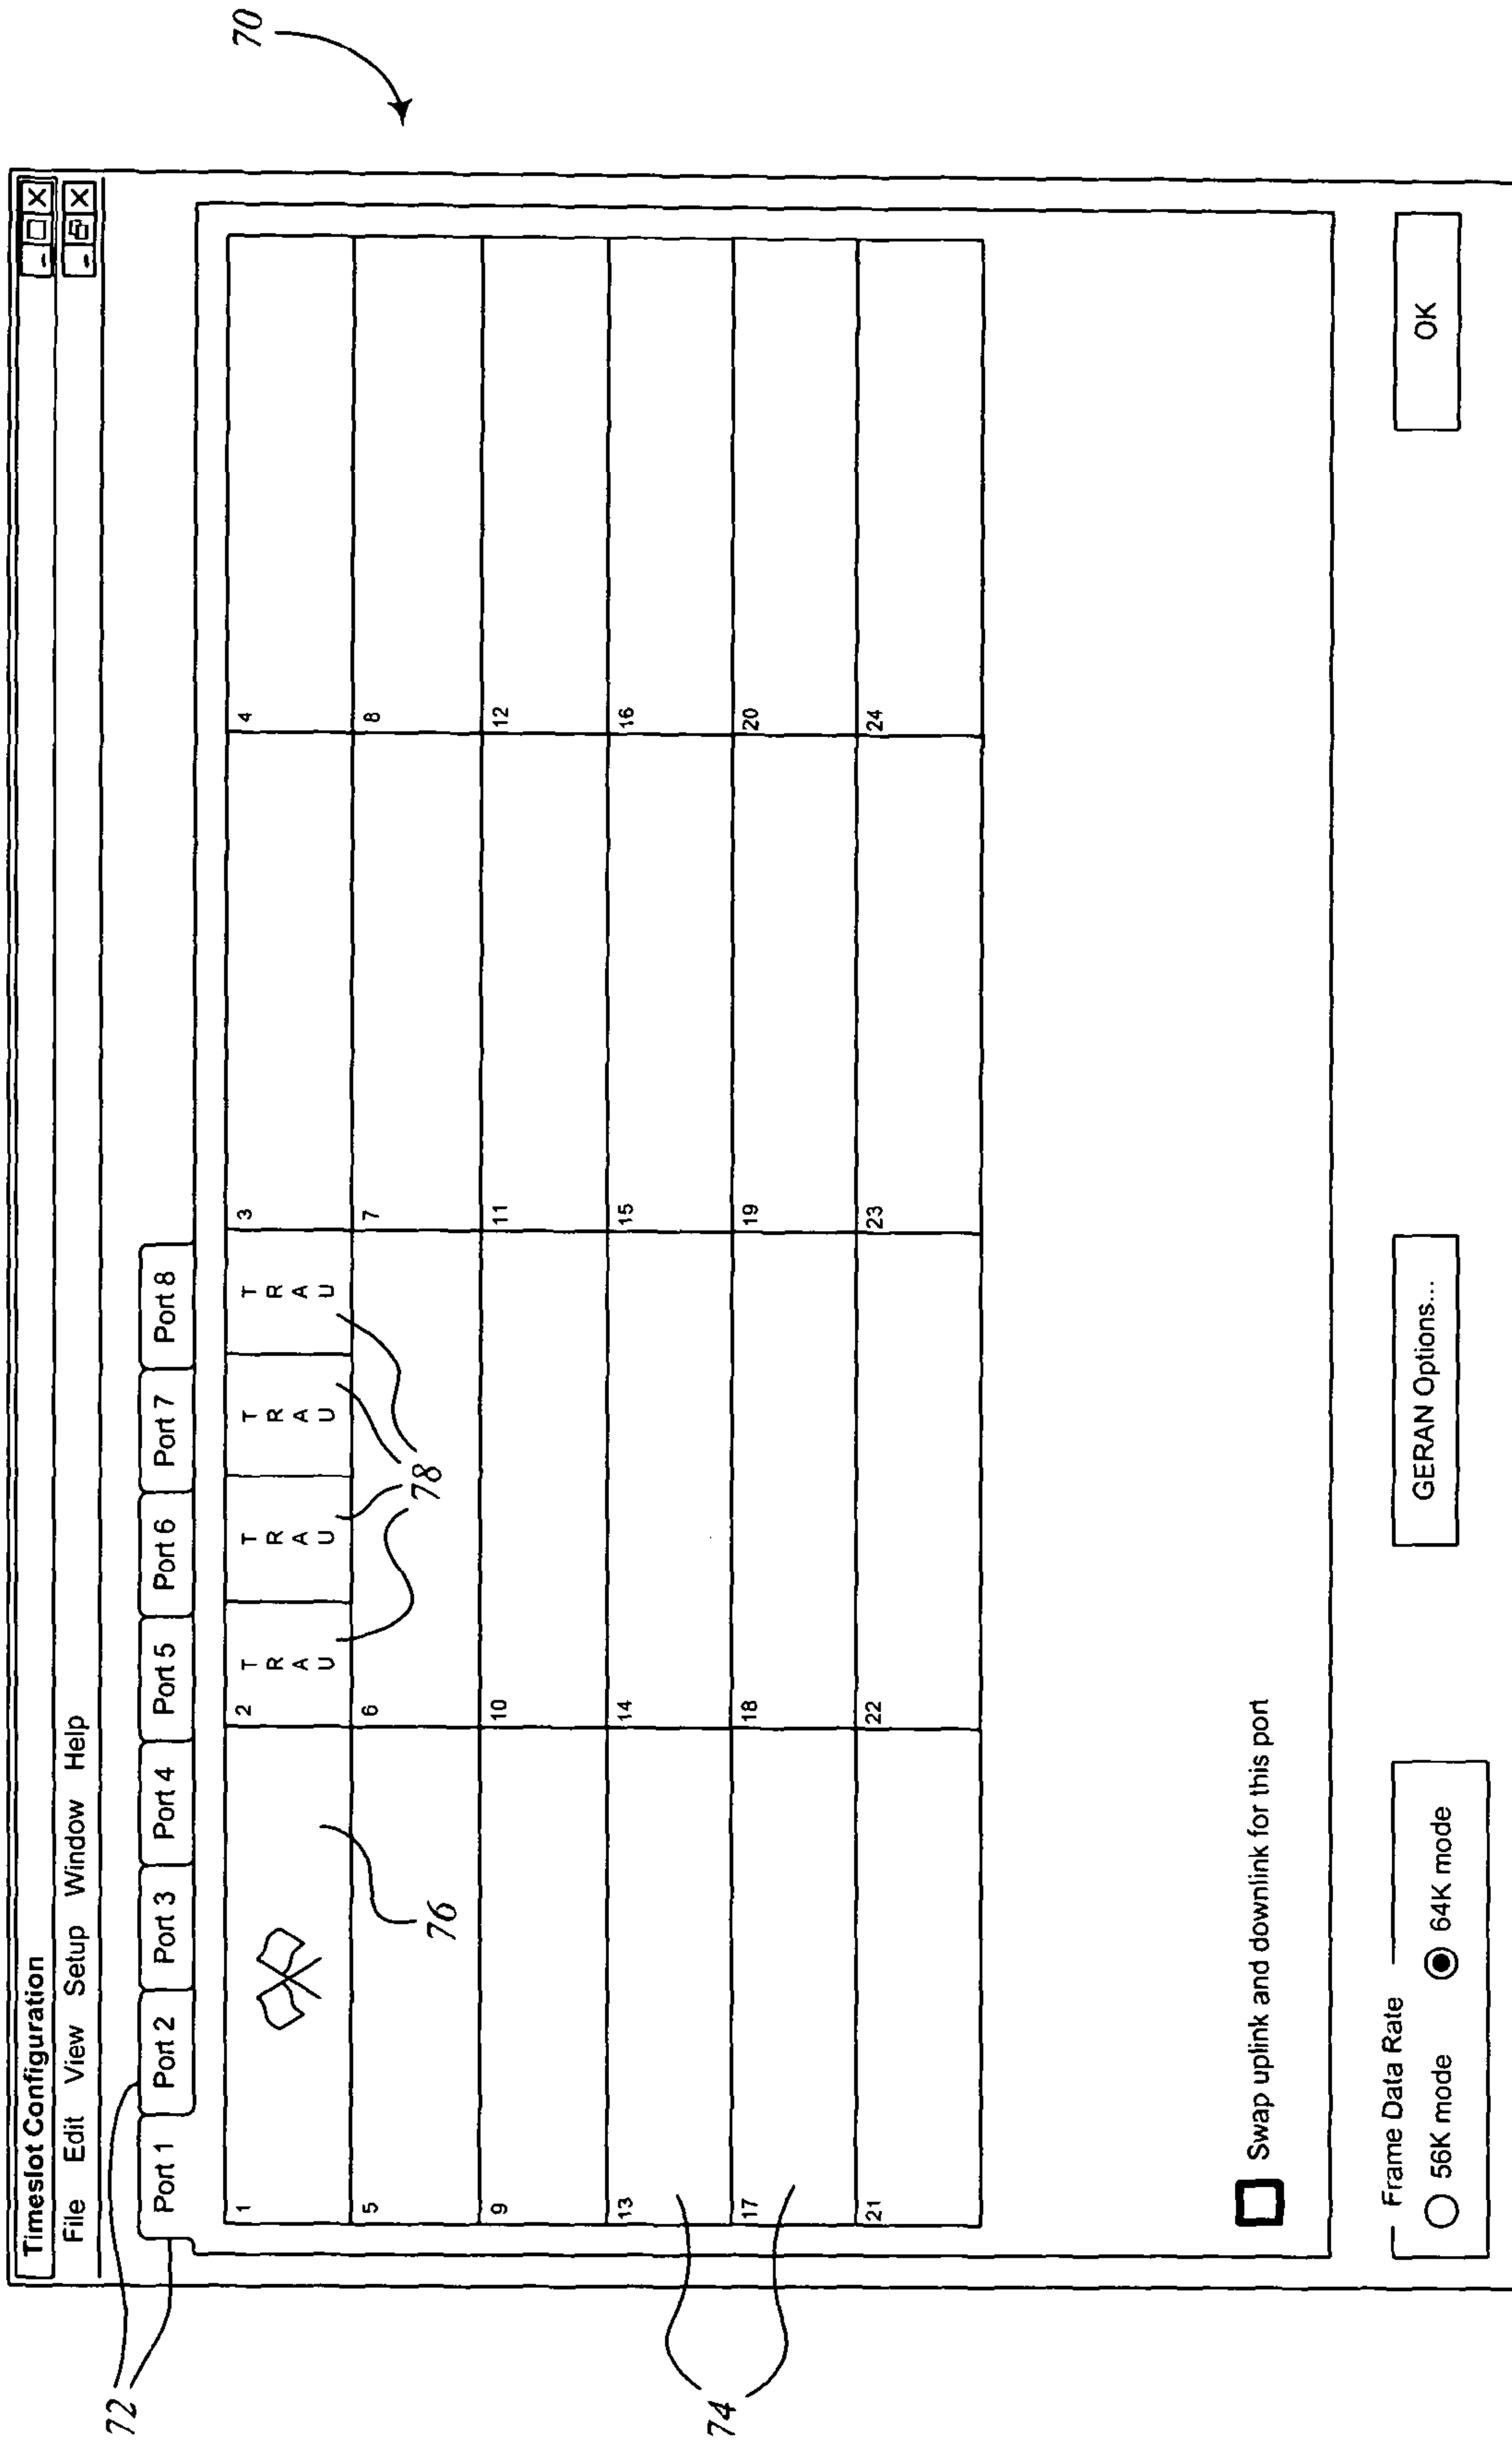 70
Timeslot Configuration
File Edit View Setup Window Help
72
Port 1 Port 2 Port 3 Port 4 Port 5 Port 6 Port 7 Port 8
1 2 TRAU TRAU TRAU TRAU 3 4
5 6 7 8
76 78
9 10 11 12
13 14 15 16
17 18 19 20
74
21 22 23 24
Swap uplink and downlink for this port
Frame Data Rate
56K mode 64K mode
GERAN Options...
OK